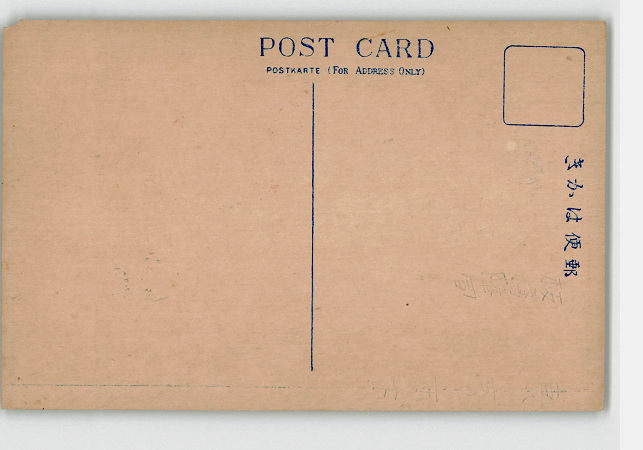 POST CARD
POSTKARTE (FOR ADDRESS ONLY)
郵便はかき